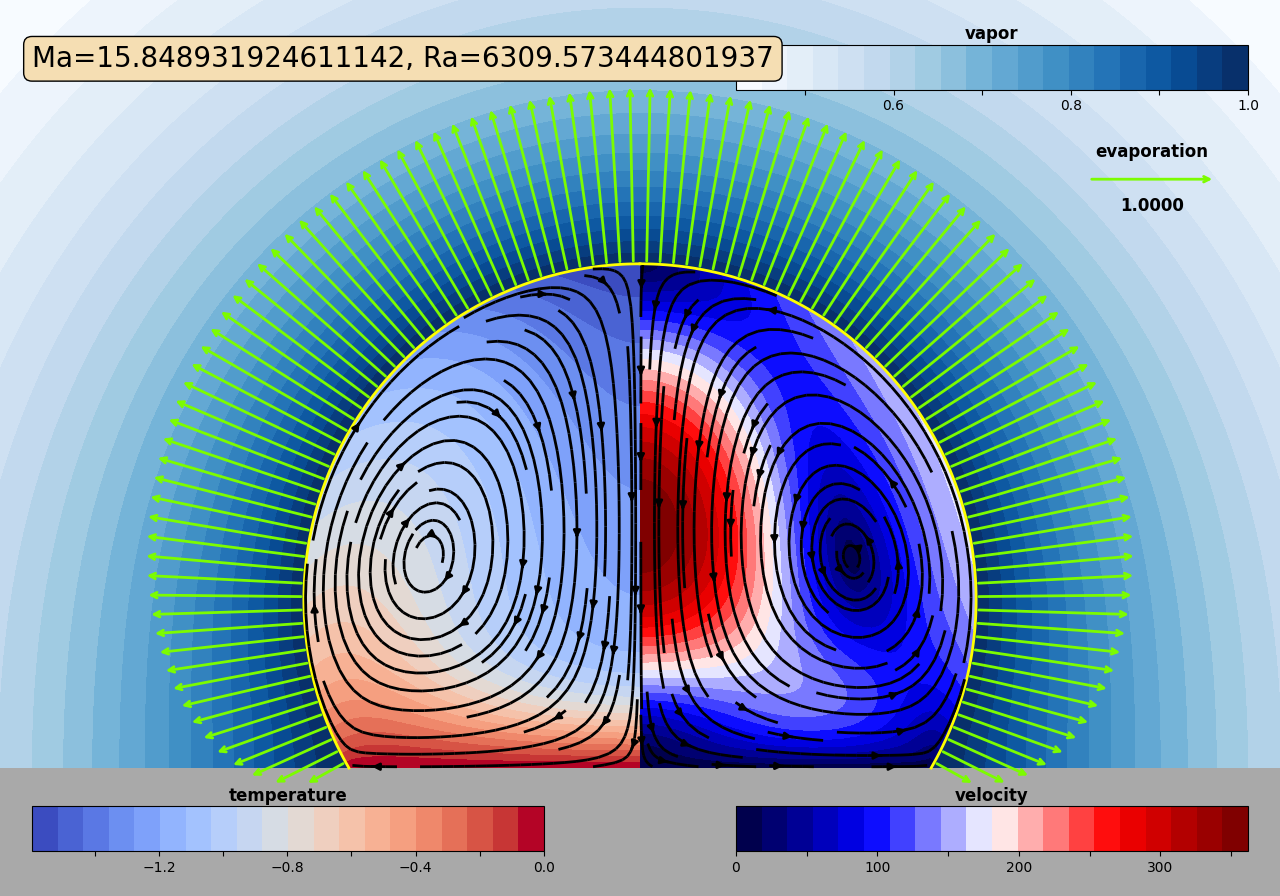 Ma=15.848931924611142, Ra=6309.573444801937
vapor
0.6 0.8 1.0
evaporation
1.0000
temperature
−1.2 −0.8 −0.4 0.0
velocity
0 100 200 300